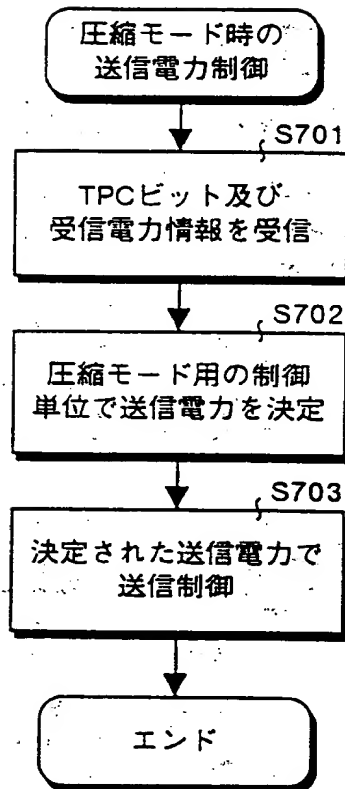 圧縮モード時の
送信電力制御
S701
TPCビット及び
受信電力情報を受信
S702
圧縮モード用の制御
単位で送信電力を決定
S703
決定された送信電力で
送信制御
エンド